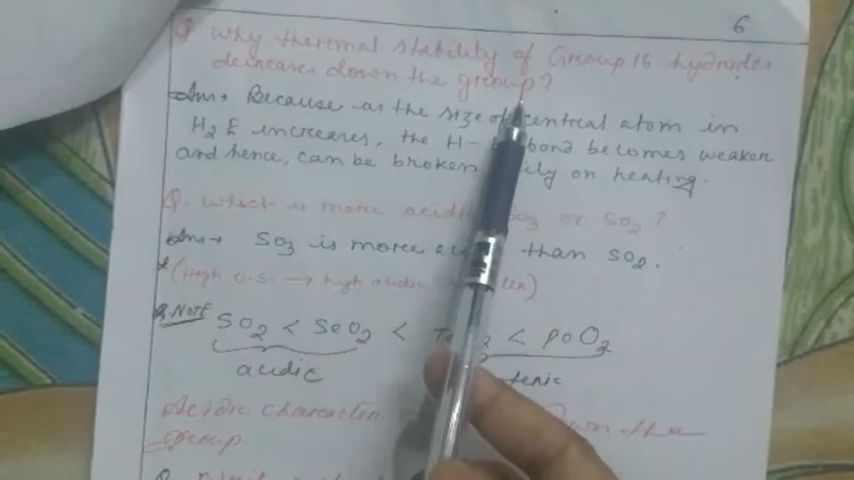 6
Q Why thermal stability of Group 16 hydrides
decreases down the group?
Ans→ Because as the size of central atom in
H2E increases, the H- bond becomes weaker
and hence, can be broken on heating.
Q. Which is more acidic SO3 or SO2?
Ans→ SO3 is more than SO2.
*(High O.S. → high acidic
NOTE SO2 < SeO2 < < PoO2
acidic
Acidic character down the
group